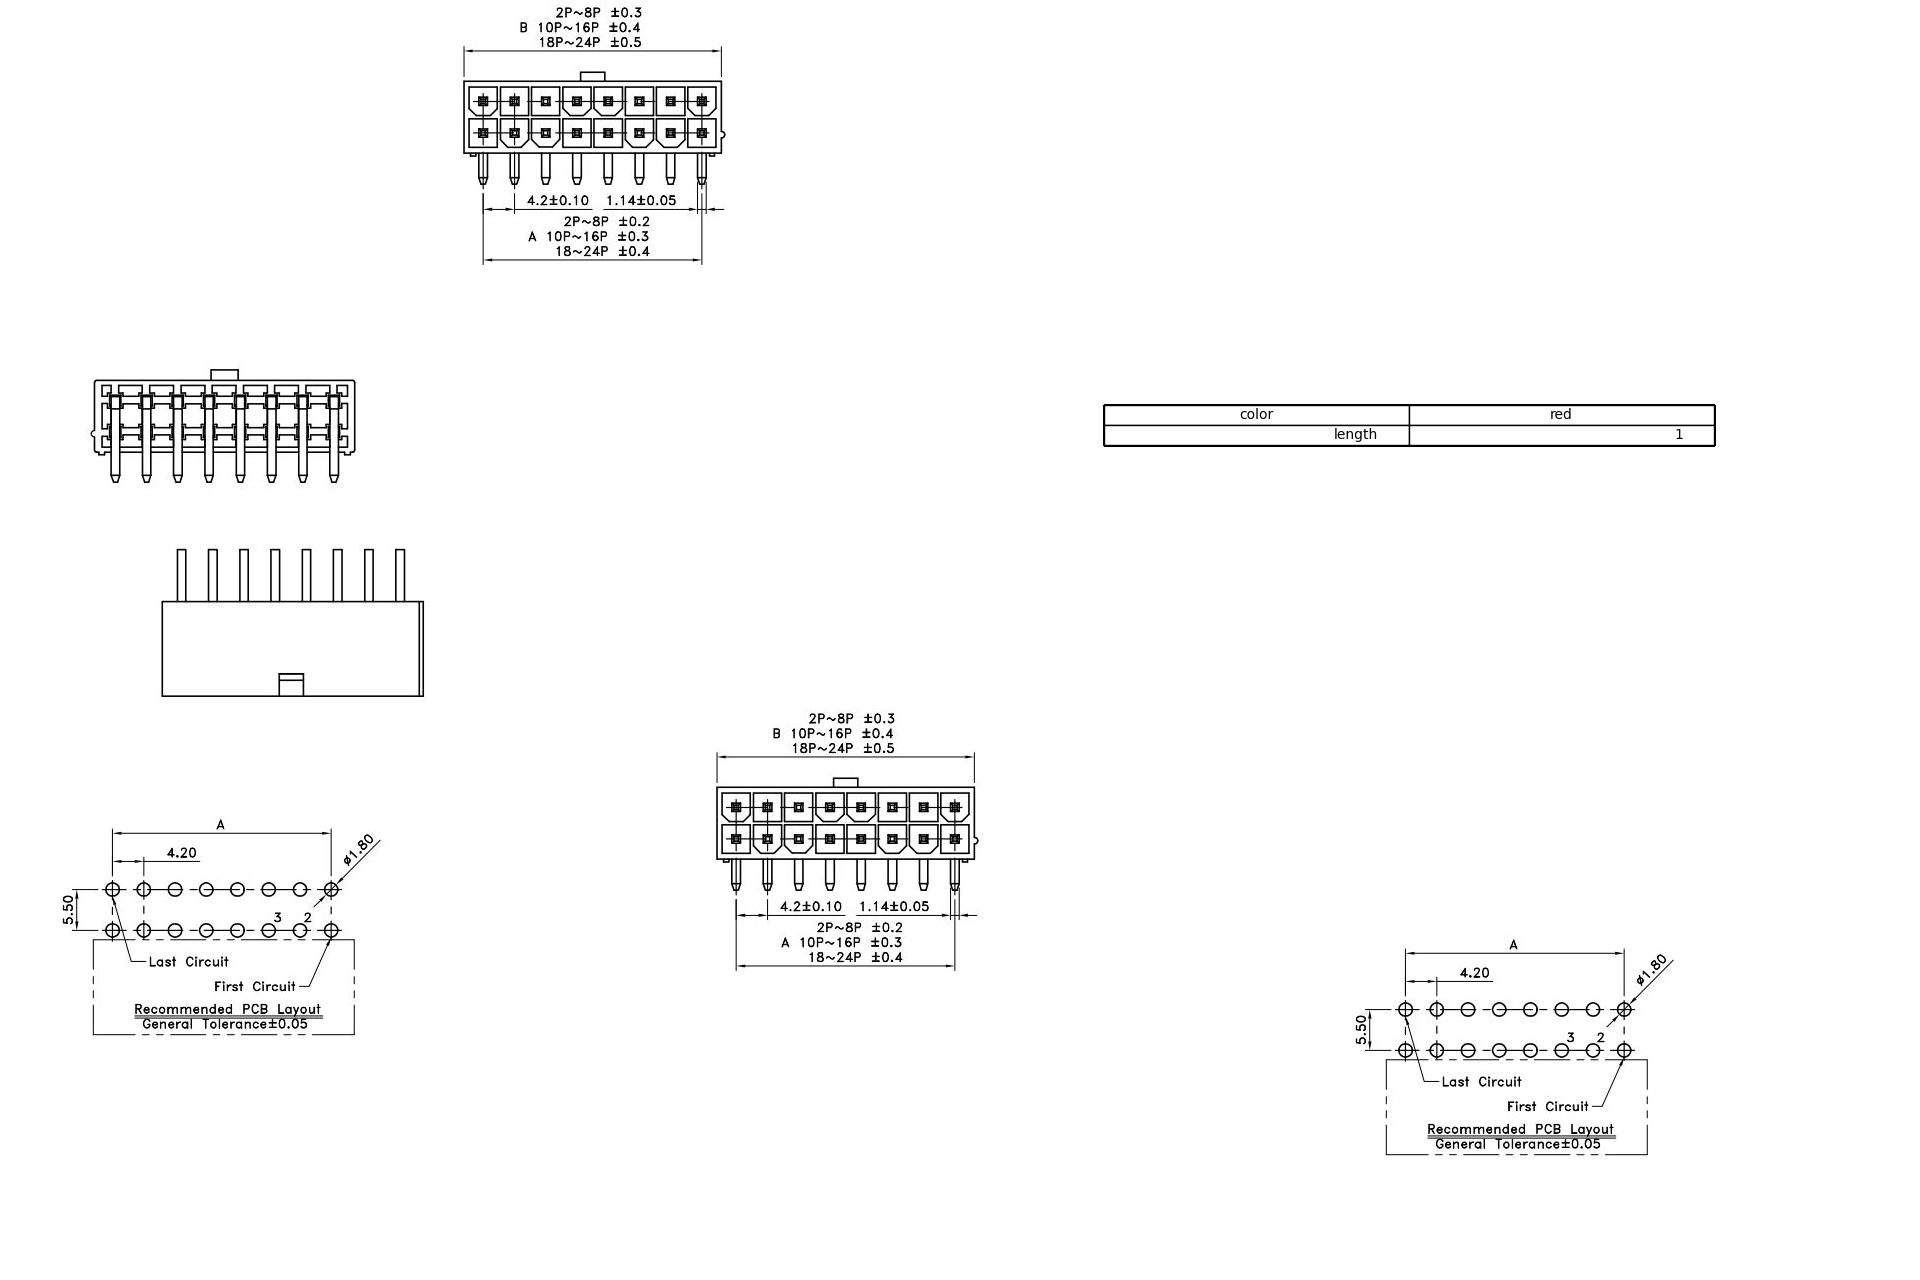 2P~8P ±0.3
B 10P~16P ±0.4
18P~24P ±0.5
4.2±0.10 1.14±0.05
2P~8P ±0.2
A 10P~16P ±0.3
18~24P ±0.4
color red
length 1
2P~8P ±0.3
B 10P~16P ±0.4
18P~24P ±0.5
4.2±0.10 1.14±0.05
2P~8P ±0.2
A 10P~16P ±0.3
18~24P ±0.4
A
4.20
ø1.80
5.50
3 2
Last Circuit
First Circuit
Recommended PCB Layout
General Tolerance±0.05
A
4.20
ø1.80
5.50
3 2
Last Circuit
First Circuit
Recommended PCB Layout
General Tolerance±0.05